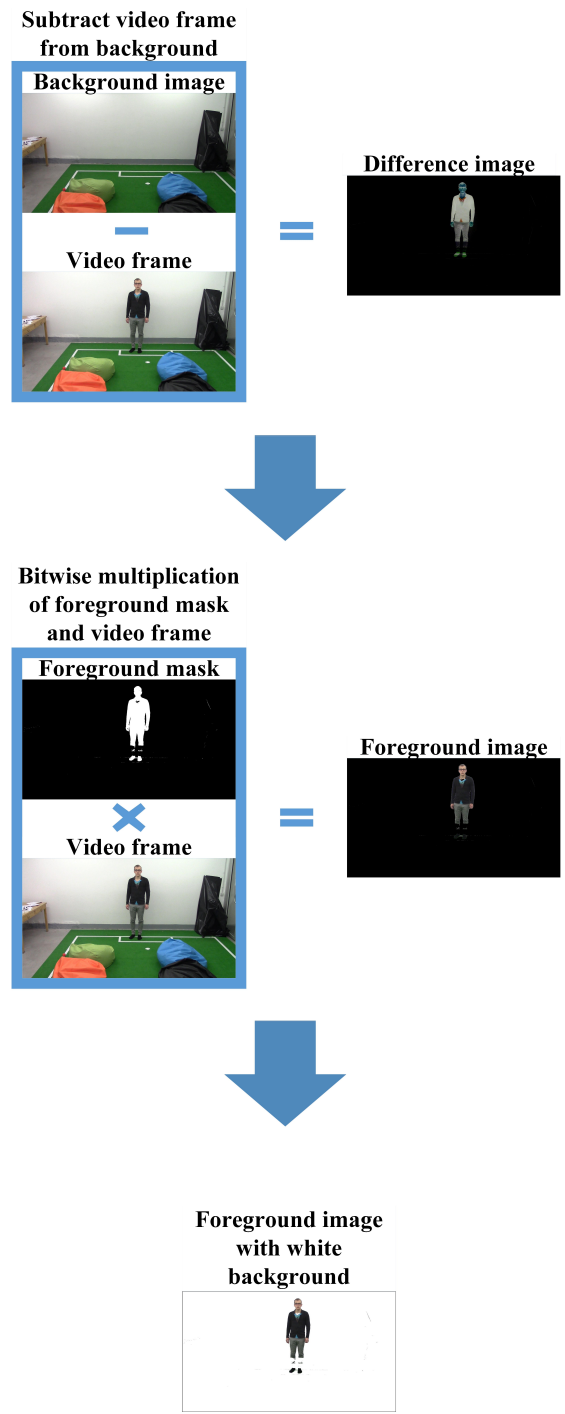 Subtract video frame
from background
Background image
Difference image
Video frame
Bitwise multiplication
of foreground mask
and video frame
Foreground mask
Foreground image
Video frame
Foreground image
with white
background